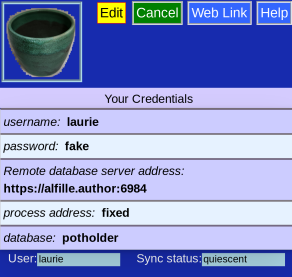 Edit Cancel Web Link Help
Your Credentials
username: laurie
password: fake
Remote database server address:
https://alfille.author:6984
process address: fixed
database: potholder
User: laurie Sync status: quiescent